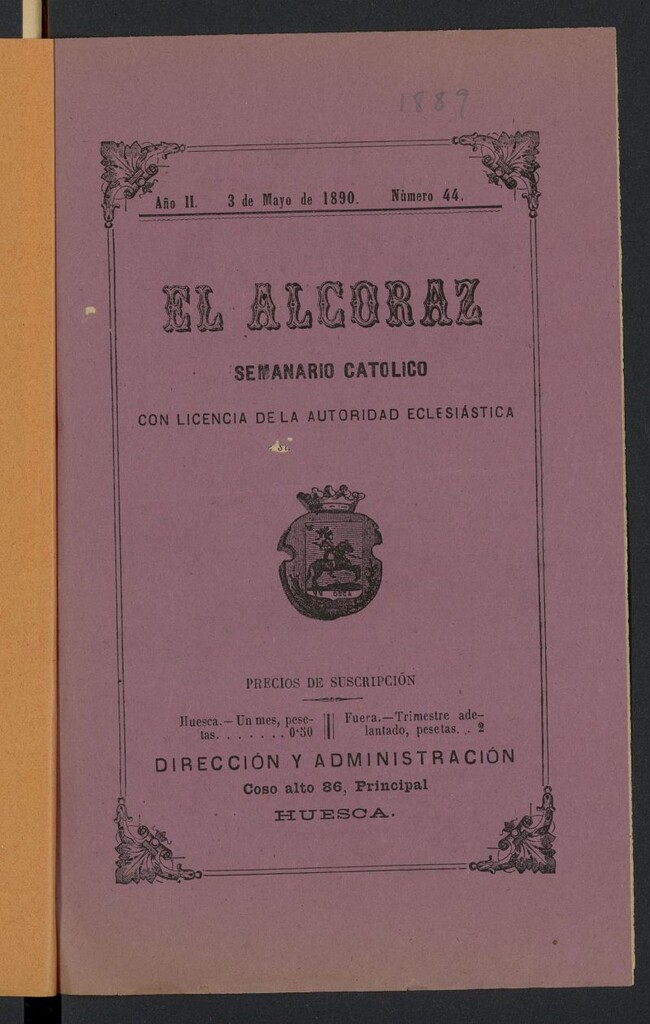 1889
Año II. 3 de Mayo de 1890. Número 44.
EL ALCORAZ
SEMANARIO CATOLICO
CON LICENCIA DE LA AUTORIDAD ECLESIÁSTICA
OSCA
PRECIOS DE SUSCRIPCIÓN
Huesca.—Un mes, pese-
tas. . . . . . . . 0'50
Fuera.—Trimestre ade-
lantado, pesetas. . 2
DIRECCIÓN Y ADMINISTRACIÓN
Coso alto 86, Principal
HUESCA.